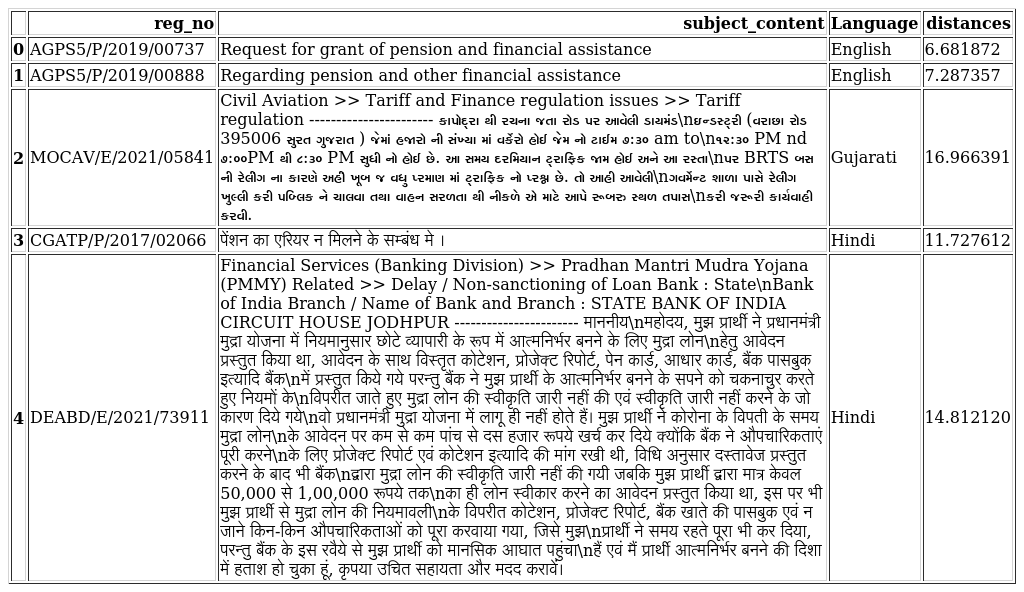 reg_no subject_content Language distances
0 AGPS5/P/2019/00737 Request for grant of pension and financial assistance English 6.681872
1 AGPS5/P/2019/00888 Regarding pension and other financial assistance English 7.287357
Civil Aviation >> Tariff and Finance regulation issues >> Tariff
regulation ----------------------- કાપોદ્રા થી રચના જતા રોડ પર આવેલી ડાયમંડ\nઇન્ડસ્ટ્રી (વરાછા રોડ
395006 સુરત ગુજરાત ) જેમાં હજારો ની સંખ્યા માં વર્કરો હોઈ જેમ નો ટાઈમ ૭:૩૦ am to\n૧૨:૩૦ PM nd
2 MOCAV/E/2021/05841 ૭:૦૦PM થી ૮:૩૦ PM સુધી નો હોઈ છે. આ સમય દરમિયાન ટ્રાફિક જામ હોઈ અને આ રસ્તા\nપર BRTS બસ Gujarati 16.966391
ની રેલીગ ના કારણે અહી ખૂબ જ વધુ પ્રમાણ માં ટ્રાફિક નો પ્રશ્ન છે. તો આહી આવેલી\nગવર્મેન્ટ શાળા પાસે રેલીગ
ખુલ્લી કરી પબ્લિક ને ચાલવા તથા વાહન સરળતા થી નીકળે એ માટે આપે રૂબરુ સ્થળ તપાસ\nકરી જરૂરી કાર્યવાહી
કરવી.
3 CGATP/P/2017/02066 पेंशन का एरियर न मिलने के सम्बंध मे । Hindi 11.727612
Financial Services (Banking Division) >> Pradhan Mantri Mudra Yojana
(PMMY) Related >> Delay / Non-sanctioning of Loan Bank : State\nBank
of India Branch / Name of Bank and Branch : STATE BANK OF INDIA
CIRCUIT HOUSE JODHPUR ----------------------- माननीय\nमहोदय, मुझ प्रार्थी ने प्रधानमंत्री
मुद्रा योजना में नियमानुसार छोटे व्यापारी के रूप में आत्मनिर्भर बनने के लिए मुद्रा लोन\nहेतु आवेदन
प्रस्तुत किया था, आवेदन के साथ विस्तृत कोटेशन, प्रोजेक्ट रिपोर्ट, पेन कार्ड, आधार कार्ड, बैंक पासबुक
इत्यादि बैंक\nमें प्रस्तुत किये गये परन्तु बैंक ने मुझ प्रार्थी के आत्मनिर्भर बनने के सपने को चकनाचुर करते
हुए नियमों के\nविपरीत जाते हुए मुद्रा लोन की स्वीकृति जारी नहीं की एवं स्वीकृति जारी नहीं करने के जो
4 DEABD/E/2021/73911 कारण दिये गये\nवो प्रधानमंत्री मुद्रा योजना में लागू ही नहीं होते हैं। मुझ प्रार्थी ने कोरोना के विपती के समय Hindi 14.812120
मुद्रा लोन\nके आवेदन पर कम से कम पांच से दस हजार रूपये खर्च कर दिये क्योंकि बैंक ने औपचारिकताएं
पूरी करने\nके लिए प्रोजेक्ट रिपोर्ट एवं कोटेशन इत्यादि की मांग रखी थी, विधि अनुसार दस्तावेज प्रस्तुत
करने के बाद भी बैंक\nद्वारा मुद्रा लोन की स्वीकृति जारी नहीं की गयी जबकि मुझ प्रार्थी द्वारा मात्र केवल
50,000 से 1,00,000 रूपये तक\nका ही लोन स्वीकार करने का आवेदन प्रस्तुत किया था, इस पर भी
मुझ प्रार्थी से मुद्रा लोन की नियमावली\nके विपरीत कोटेशन, प्रोजेक्ट रिपोर्ट, बैंक खाते की पासबुक एवं न
जाने किन-किन औपचारिकताओं को पूरा करवाया गया, जिसे मुझ\nप्रार्थी ने समय रहते पूरा भी कर दिया,
परन्तु बैंक के इस रवैये से मुझ प्रार्थी को मानसिक आघात पहुंचा\nहैं एवं मैं प्रार्थी आत्मनिर्भर बनने की दिशा
में हताश हो चुका हूं, कृपया उचित सहायता और मदद करावें।